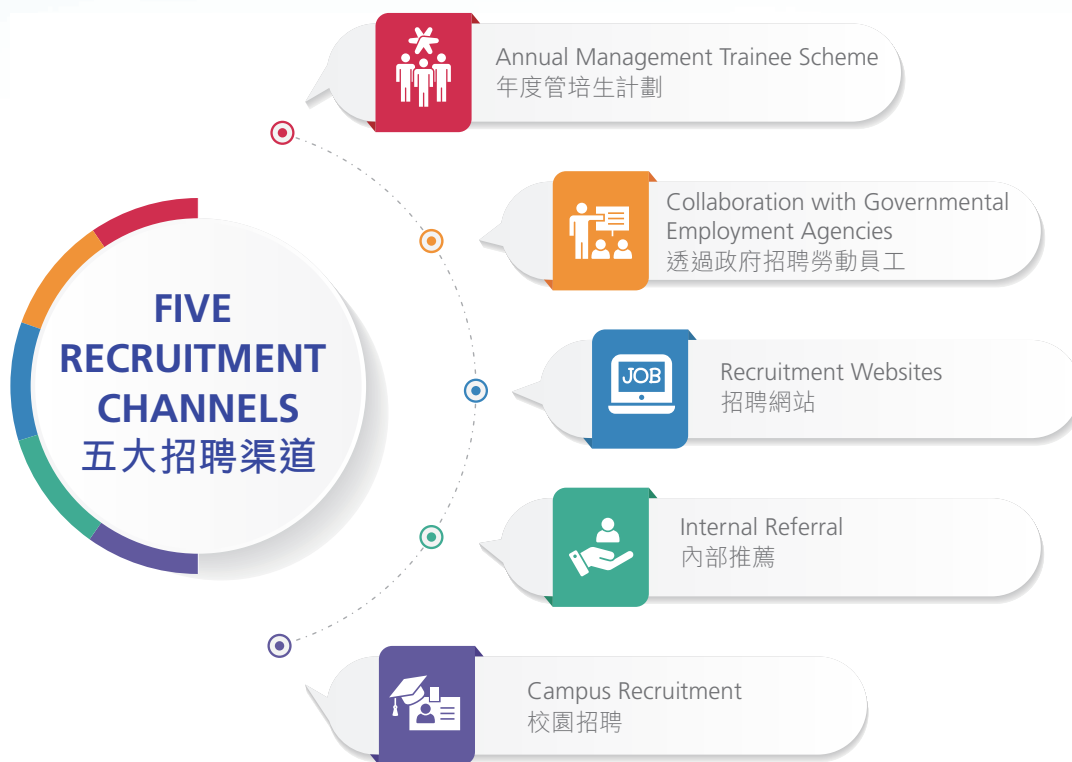 Annual Management Trainee Scheme
年度管培生計劃
Collaboration with Governmental
Employment Agencies
透過政府招聘勞動員工
FIVE
RECRUITMENT
CHANNELS
五大招聘渠道
JOB
Recruitment Websites
招聘網站
Internal Referral
內部推薦
Campus Recruitment
校園招聘